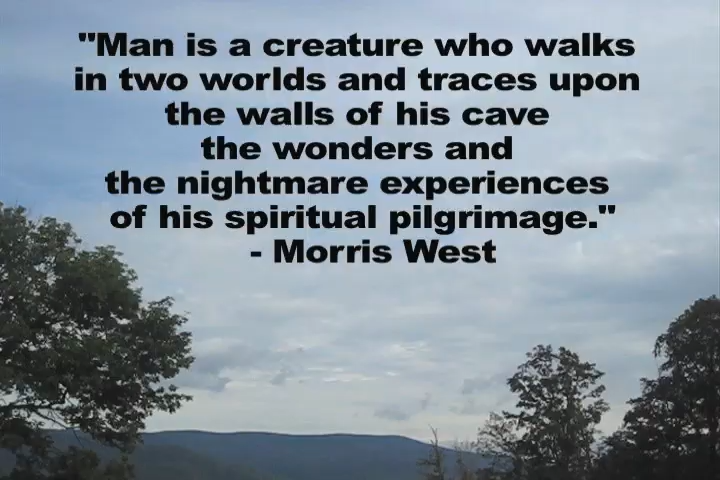 "Man is a creature who walks
in two worlds and traces upon
the walls of his cave
the wonders and
the nightmare experiences
of his spiritual pilgrimage."
- Morris West